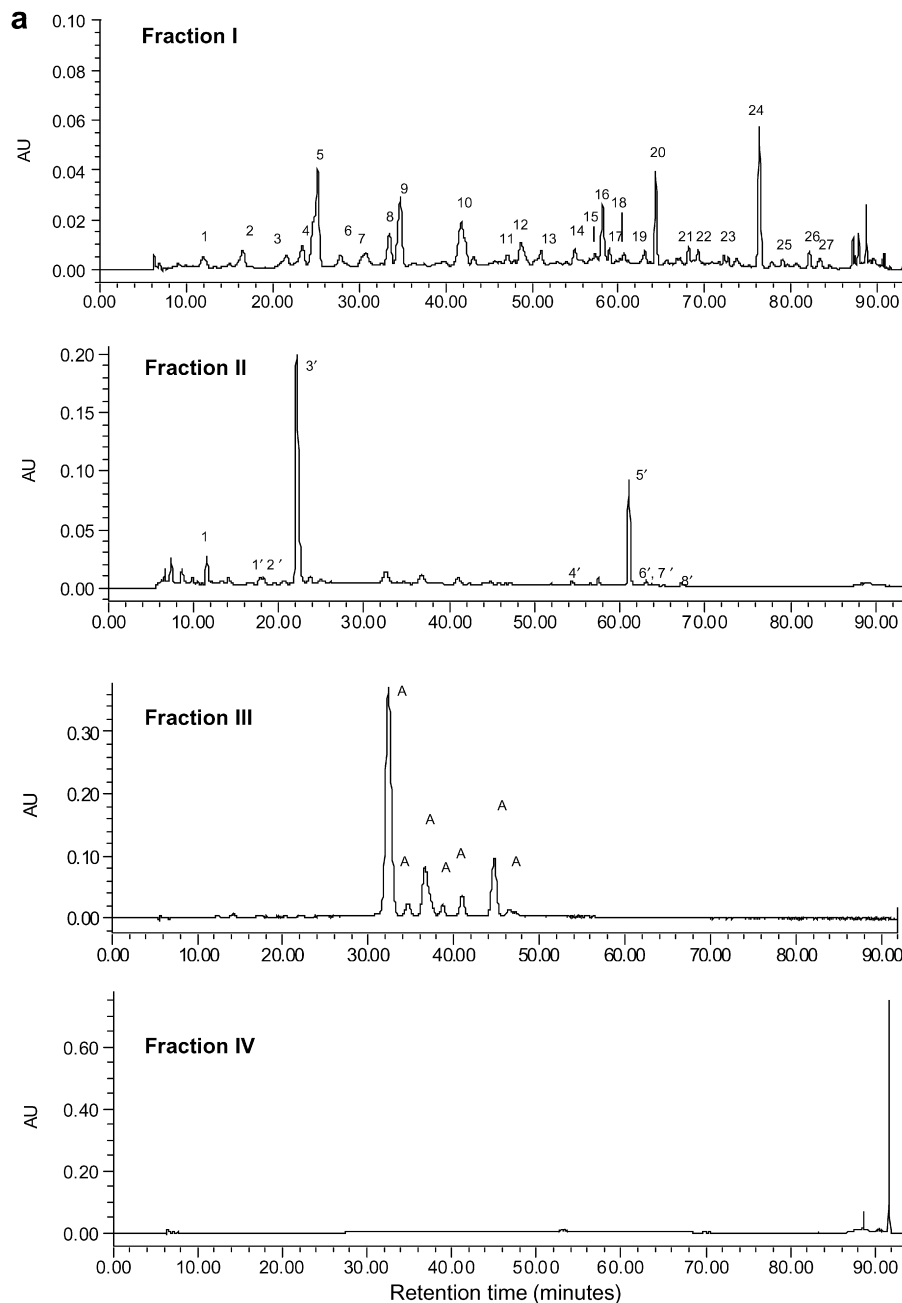 a
Fraction I
AU
0.10
0.08
0.06
0.04
0.02
0.00
1
2
3
4
5
6
7
8
9
10
11
12
13
14
15
16
17
18
19
20
21
22
23
24
25
26
27
0.00 10.00 20.00 30.00 40.00 50.00 60.00 70.00 80.00 90.00
Fraction II
AU
0.20
0.15
0.10
0.05
0.00
1
1′ 2 ′
3′
4′
5′
6′, 7 ′
8′
0.00 10.00 20.00 30.00 40.00 50.00 60.00 70.00 80.00 90.00
Fraction III
AU
0.30
0.20
0.10
0.00
A
A
A
A
A
A
A
0.00 10.00 20.00 30.00 40.00 50.00 60.00 70.00 80.00 90.00
Fraction IV
AU
0.60
0.40
0.20
0.00
0.00 10.00 20.00 30.00 40.00 50.00 60.00 70.00 80.00 90.00
Retention time (minutes)